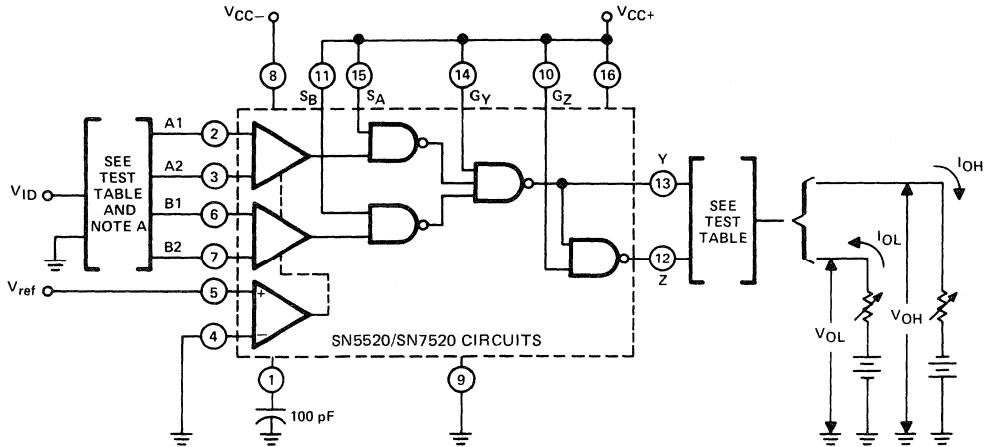 VCC− VCC+
8 11 15 14 10 16
SB SA GY GZ
SEE
TEST
TABLE
AND
NOTE A
VID
A1 2
A2 3
B1 6
B2 7
Vref 5 +
4 −
SN5520/SN7520 CIRCUITS
Y
13
12
Z
SEE
TEST
TABLE
IOH
IOL
VOL
VOH
1
9
100 pF